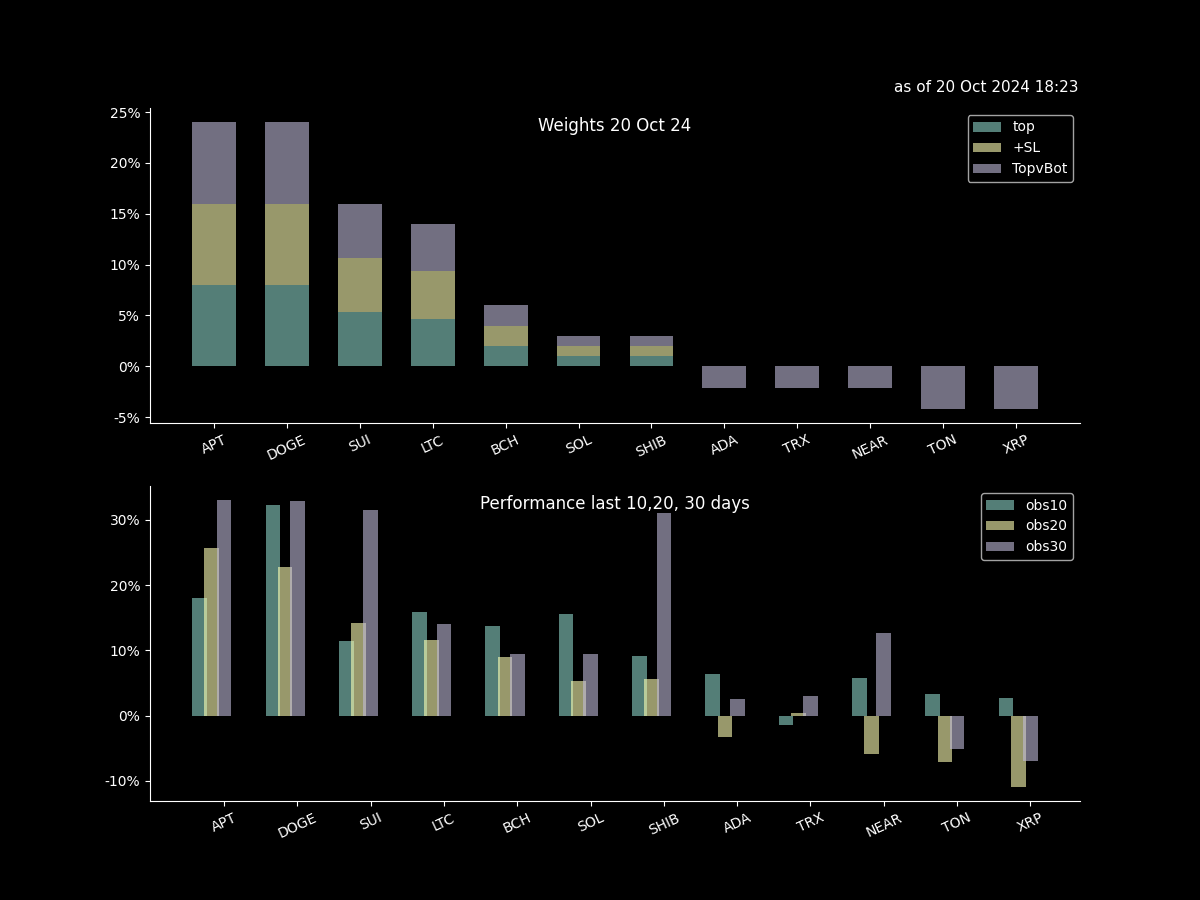 as of 20 Oct 2024 18:23
Weights 20 Oct 24
top
+SL
TopvBot
25%
20%
15%
10%
5%
0%
-5%
APT DOGE SUI LTC BCH SOL SHIB ADA TRX NEAR TON XRP
Performance last 10,20, 30 days
obs10
obs20
obs30
30%
20%
10%
0%
-10%
APT DOGE SUI LTC BCH SOL SHIB ADA TRX NEAR TON XRP